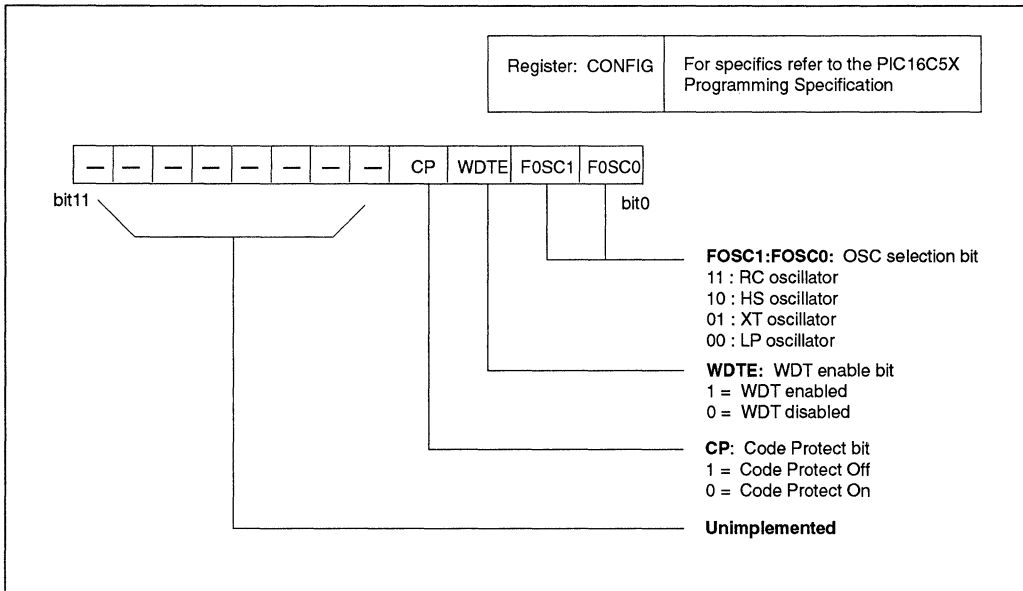 Register: CONFIG
For specifics refer to the PIC16C5X
Programming Specification
— — — — — — — — CP WDTE F0SC1 F0SC0
bit11
bit0
FOSC1:FOSC0: OSC selection bit
11 : RC oscillator
10 : HS oscillator
01 : XT oscillator
00 : LP oscillator
WDTE: WDT enable bit
1 = WDT enabled
0 = WDT disabled
CP: Code Protect bit
1 = Code Protect Off
0 = Code Protect On
Unimplemented